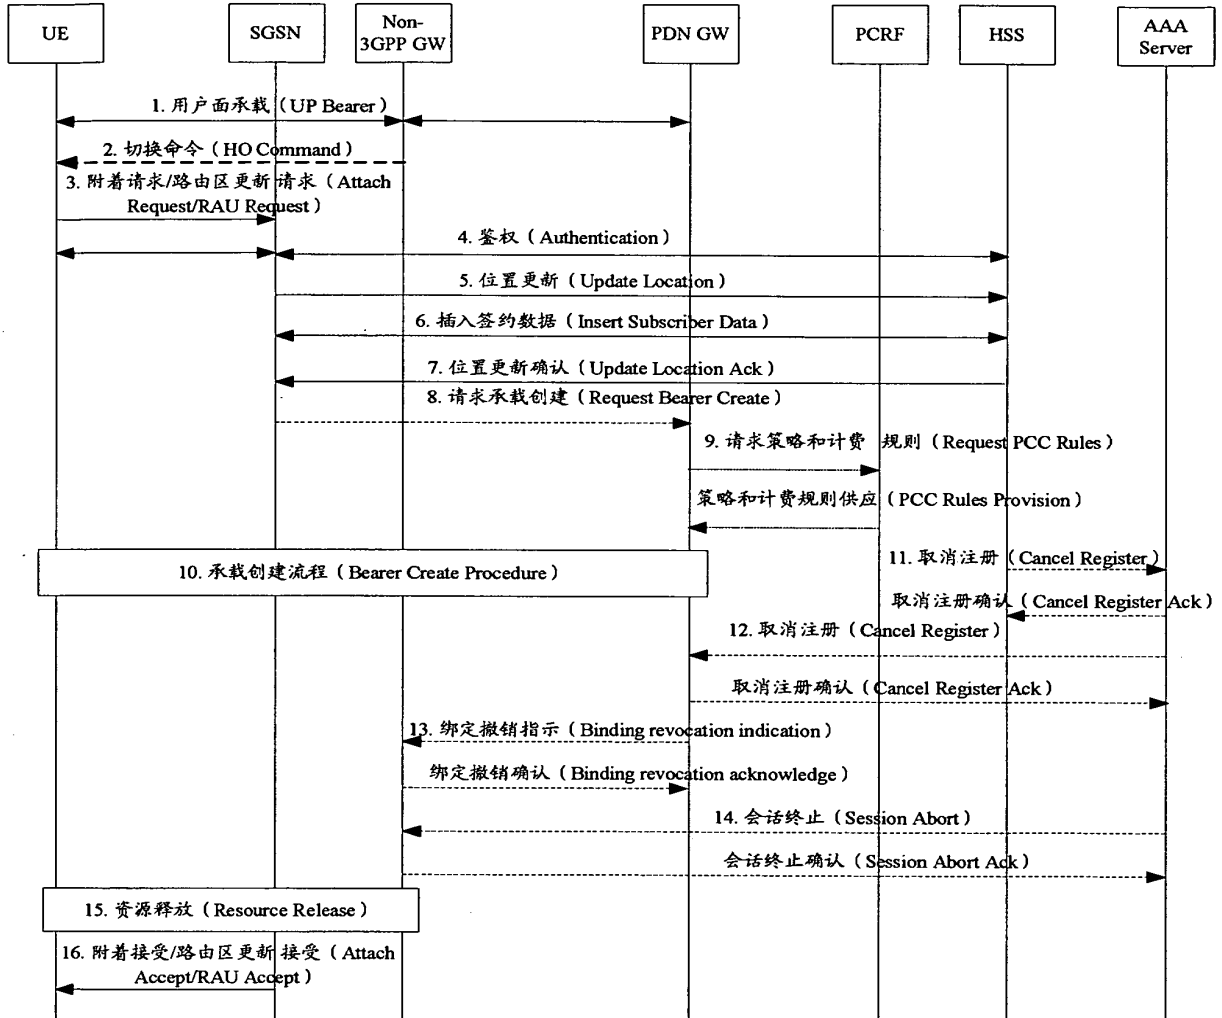 UE
SGSN
Non-
3GPP GW
PDN GW
PCRF
HSS
AAA
Server
1. 用户面承载（UP Bearer）
2. 切换命令（HO Command）
3. 附着请求/路由区更新 请求（Attach
Request/RAU Request）
4. 鉴权（Authentication）
5. 位置更新（Update Location）
6. 插入签约数据（Insert Subscriber Data）
7. 位置更新确认（Update Location Ack）
8. 请求承载创建（Request Bearer Create）
9. 请求策略和计费 规则（Request PCC Rules）
策略和计费规则供应（PCC Rules Provision）
10. 承载创建流程（Bearer Create Procedure）
11. 取消注册（Cancel Register）
取消注册确认（Cancel Register Ack）
12. 取消注册（Cancel Register）
取消注册确认（Cancel Register Ack）
13. 绑定撤销指示（Binding revocation indication）
绑定撤销确认（Binding revocation acknowledge）
14. 会话终止（Session Abort）
会话终止确认（Session Abort Ack）
15. 资源释放（Resource Release）
16. 附着接受/路由区更新 接受（Attach
Accept/RAU Accept）